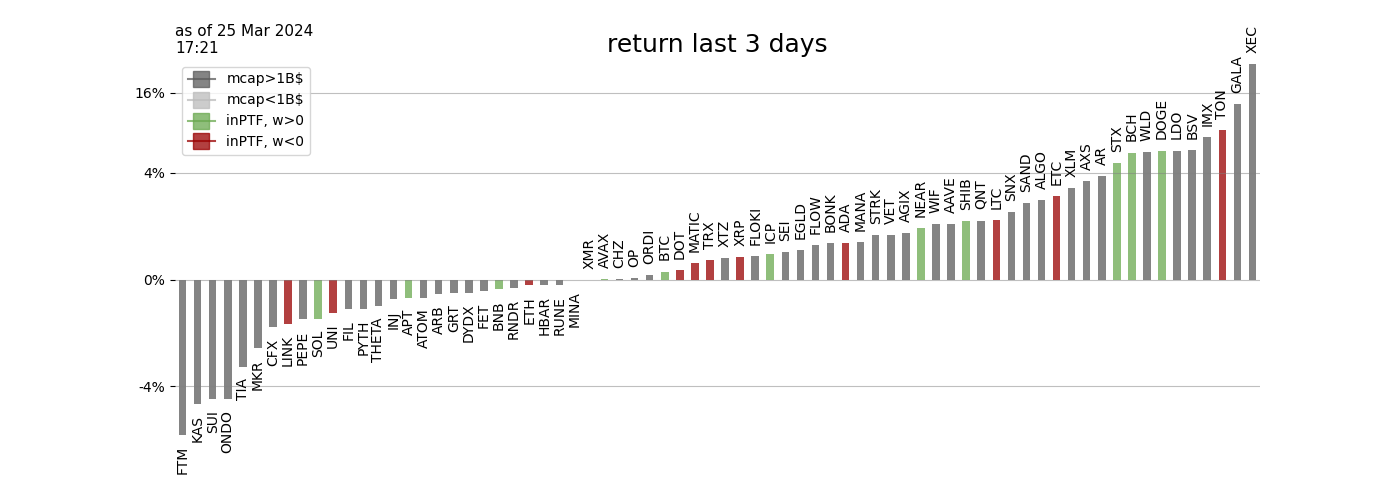 as of 25 Mar 2024
17:21
return last 3 days
mcap>1B$
mcap<1B$
inPTF, w>0
inPTF, w<0
16%
4%
0%
-4%
FTM
KAS
SUI
ONDO
TIA
MKR
CFX
LINK
PEPE
SOL
UNI
FIL
PYTH
THETA
INJ
APT
ATOM
ARB
GRT
DYDX
FET
BNB
RNDR
ETH
HBAR
RUNE
MINA
XMR
AVAX
CHZ
OP
ORDI
BTC
DOT
MATIC
TRX
XTZ
XRP
FLOKI
ICP
SEI
EGLD
FLOW
BONK
ADA
MANA
STRK
VET
AGIX
NEAR
WIF
AAVE
SHIB
QNT
LTC
SNX
SAND
ALGO
ETC
XLM
AXS
AR
STX
BCH
WLD
DOGE
LDO
BSV
IMX
TON
GALA
XEC